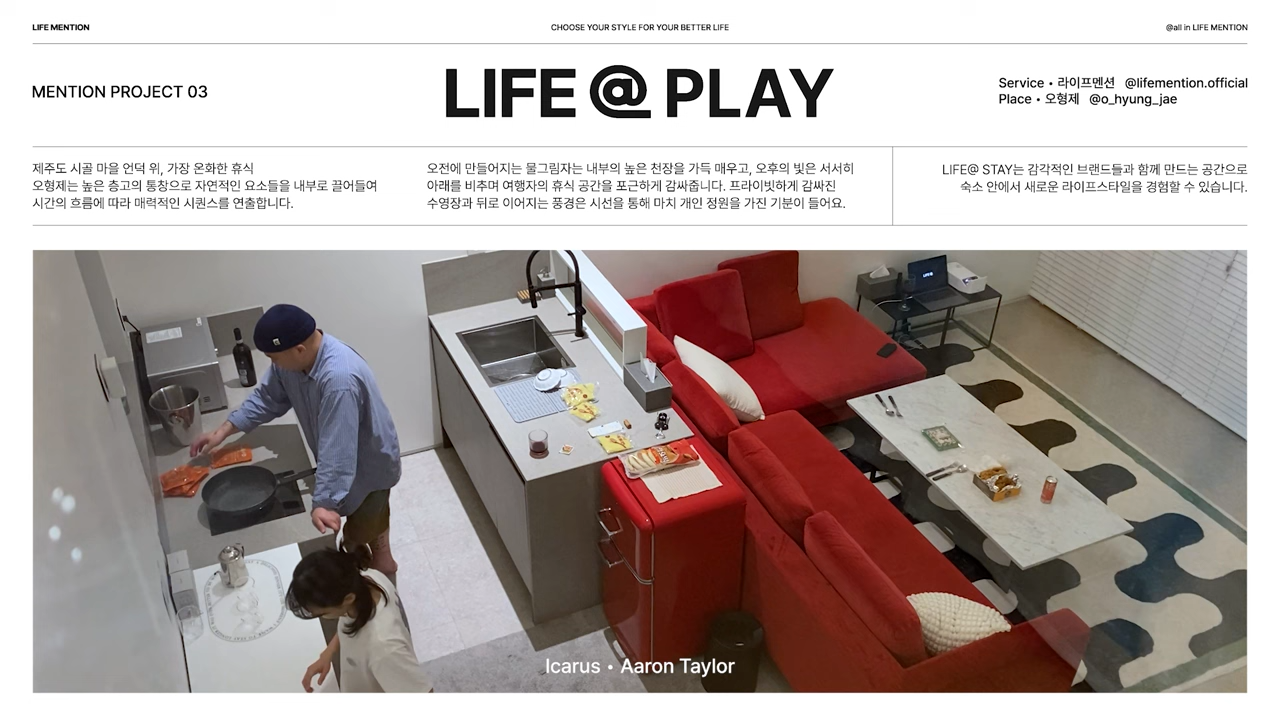 LIFE MENTION
CHOOSE YOUR STYLE FOR YOUR BETTER LIFE
@all in LIFE MENTION
MENTION PROJECT 03
LIFE @ PLAY
Service • 라이프멘션 @lifemention.official
Place • 오형제 @o_hyung_jae
제주도 시골 마을 언덕 위, 가장 온화한 휴식
오형제는 높은 층고의 통창으로 자연적인 요소들을 내부로 끌어들여
시간의 흐름에 따라 매력적인 시퀀스를 연출합니다.
오전에 만들어지는 물그림자는 내부의 높은 천장을 가득 매우고, 오후의 빛은 서서히
아래를 비추며 여행자의 휴식 공간을 포근하게 감싸줍니다. 프라이빗하게 감싸진
수영장과 뒤로 이어지는 풍경은 시선을 통해 마치 개인 정원을 가진 기분이 들어요.
LIFE@ STAY는 감각적인 브랜드들과 함께 만드는 공간으로
숙소 안에서 새로운 라이프스타일을 경험할 수 있습니다.
LIFE @
Icarus • Aaron Taylor